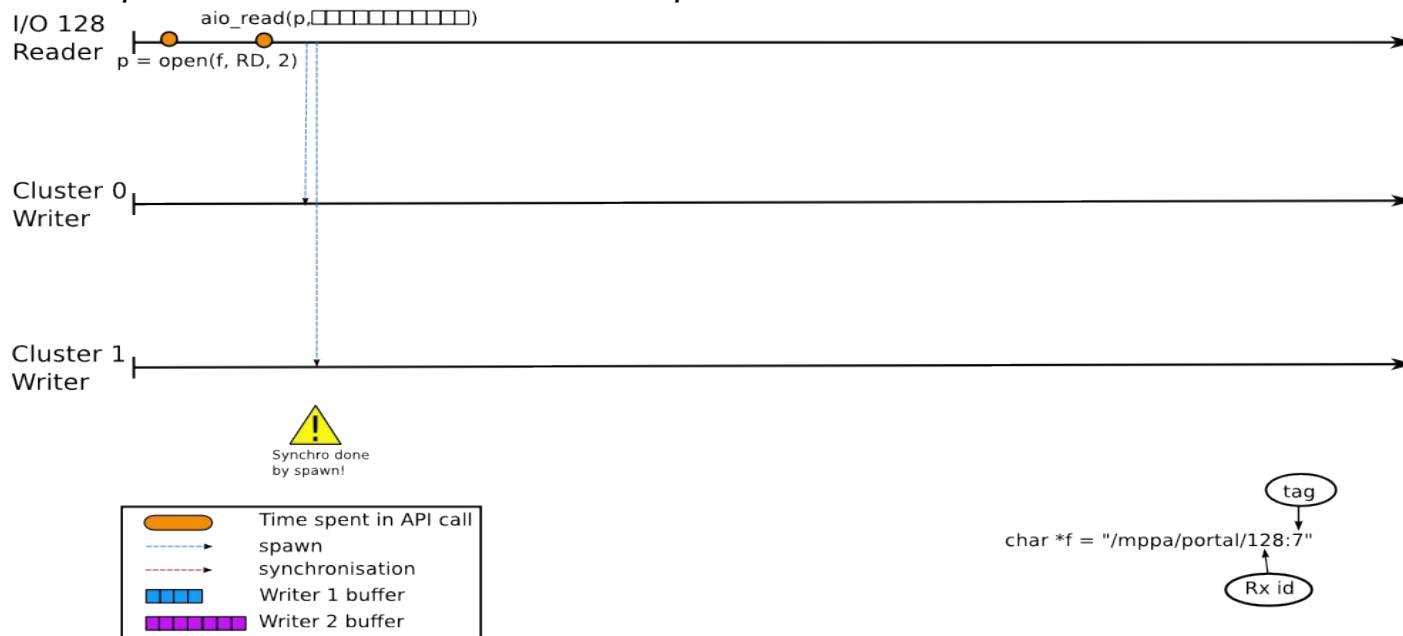 I/O 128
Reader
aio_read(p, )
p = open(f, RD, 2)
Cluster 0
Writer
Cluster 1
Writer
!
Synchro done
by spawn!
Time spent in API call
spawn
synchronisation
Writer 1 buffer
Writer 2 buffer
tag
char *f = "/mppa/portal/128:7"
Rx id